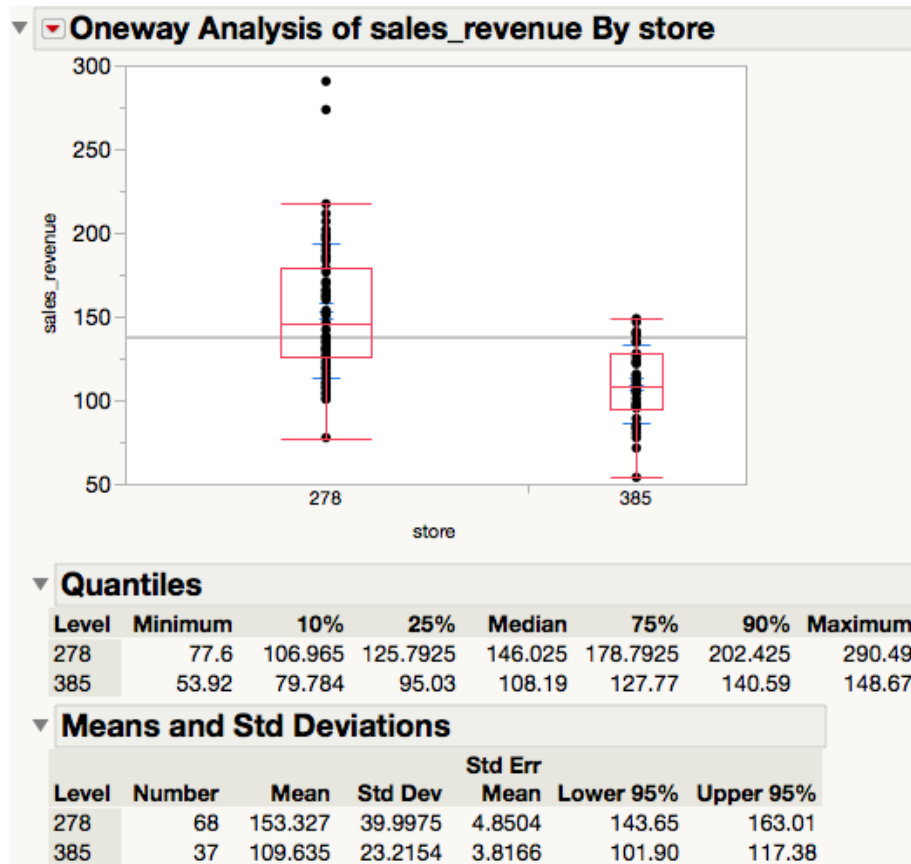 Oneway Analysis of sales_revenue By store
300
250
200
150
100
50
sales_revenue
278 385
store
Quantiles
Level Minimum 10% 25% Median 75% 90% Maximum
278 77.6 106.965 125.7925 146.025 178.7925 202.425 290.49
385 53.92 79.784 95.03 108.19 127.77 140.59 148.67
Means and Std Deviations
Std Err
Level Number Mean Std Dev Mean Lower 95% Upper 95%
278 68 153.327 39.9975 4.8504 143.65 163.01
385 37 109.635 23.2154 3.8166 101.90 117.38